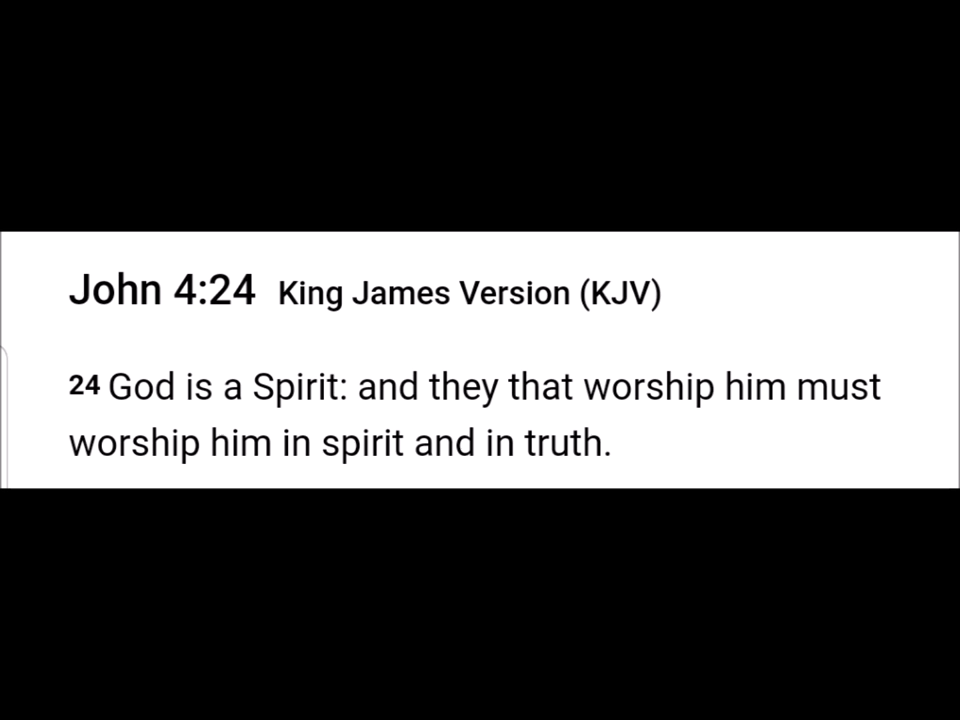 John 4:24 King James Version (KJV)
24 God is a Spirit: and they that worship him must
worship him in spirit and in truth.